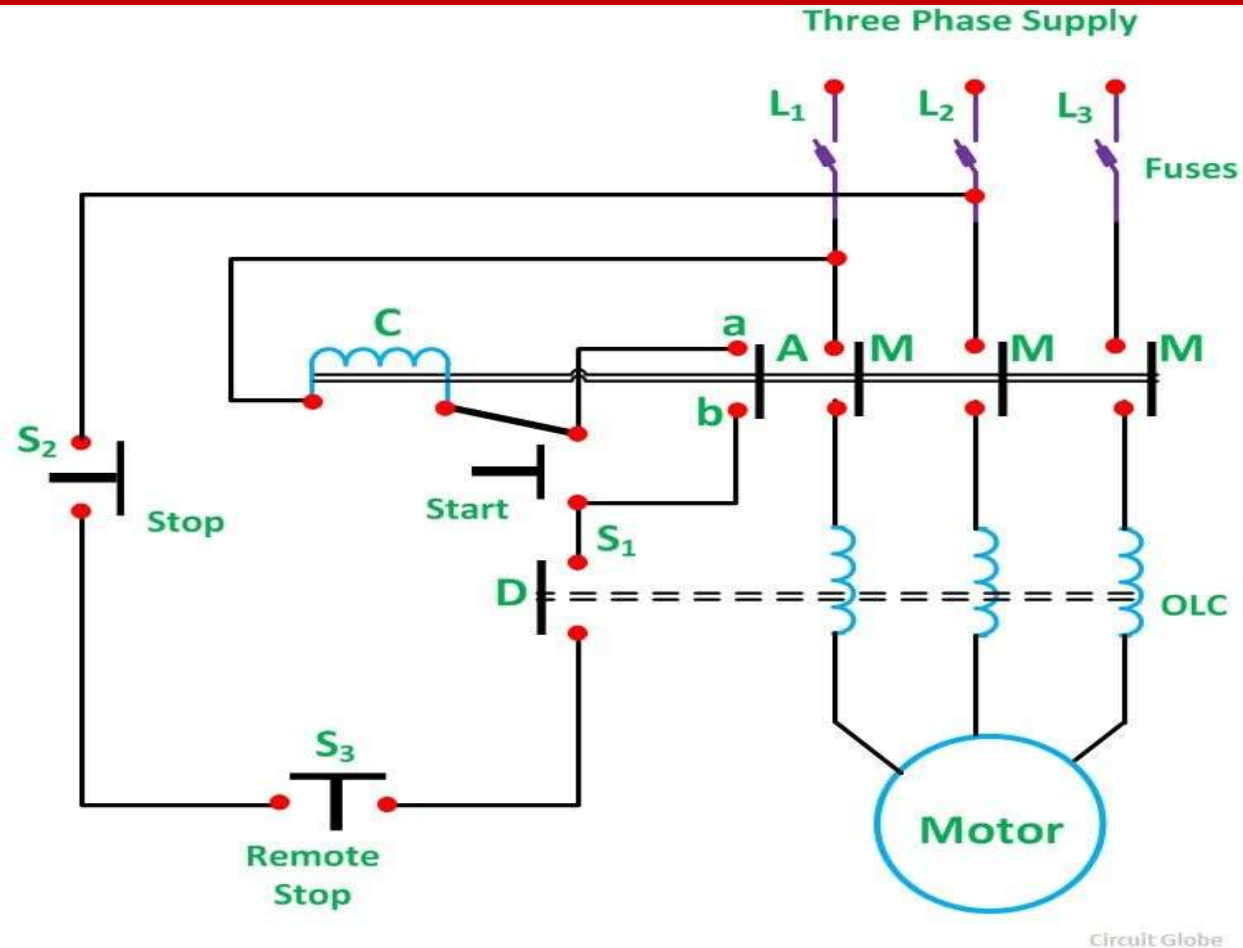 Three Phase Supply
L₁ L₂ L₃
Fuses
C
a
A M M M
b
S₂
Stop
Start
S₁
D
OLC
S₃
Remote
Stop
Motor
Circuit Globe